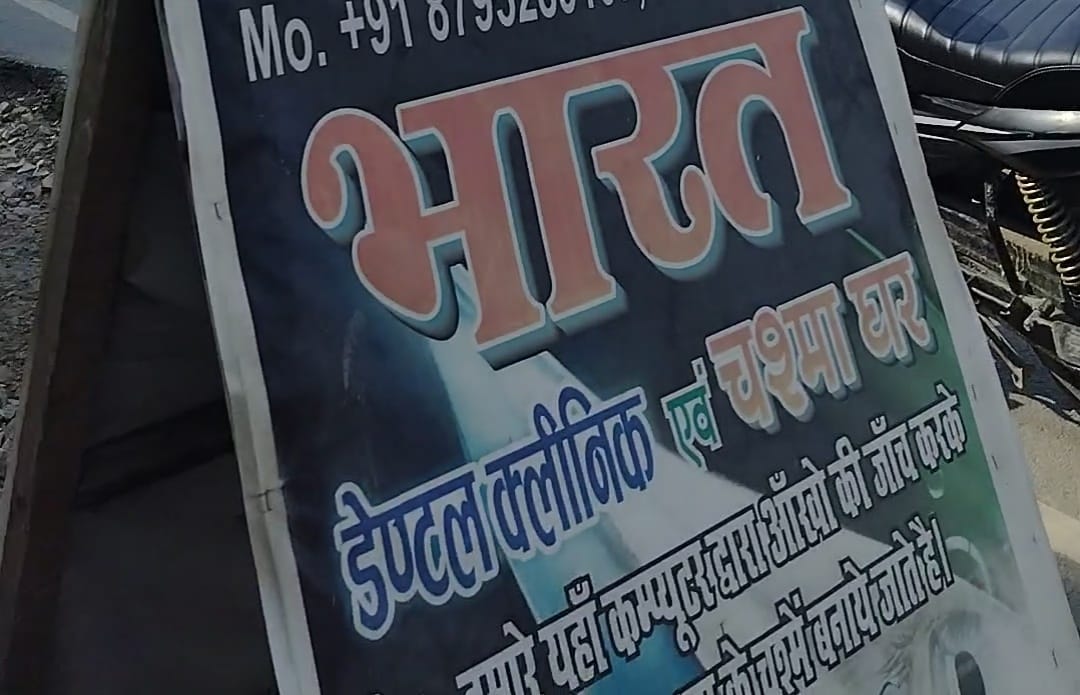 Mo. +91
भारत
डेण्टल क्लीनिक एवं चश्मा घर
हमारे यहाँ कम्प्यूटर द्वारा आँखो की जाँच करके
के चश्में बनाये जाते है।